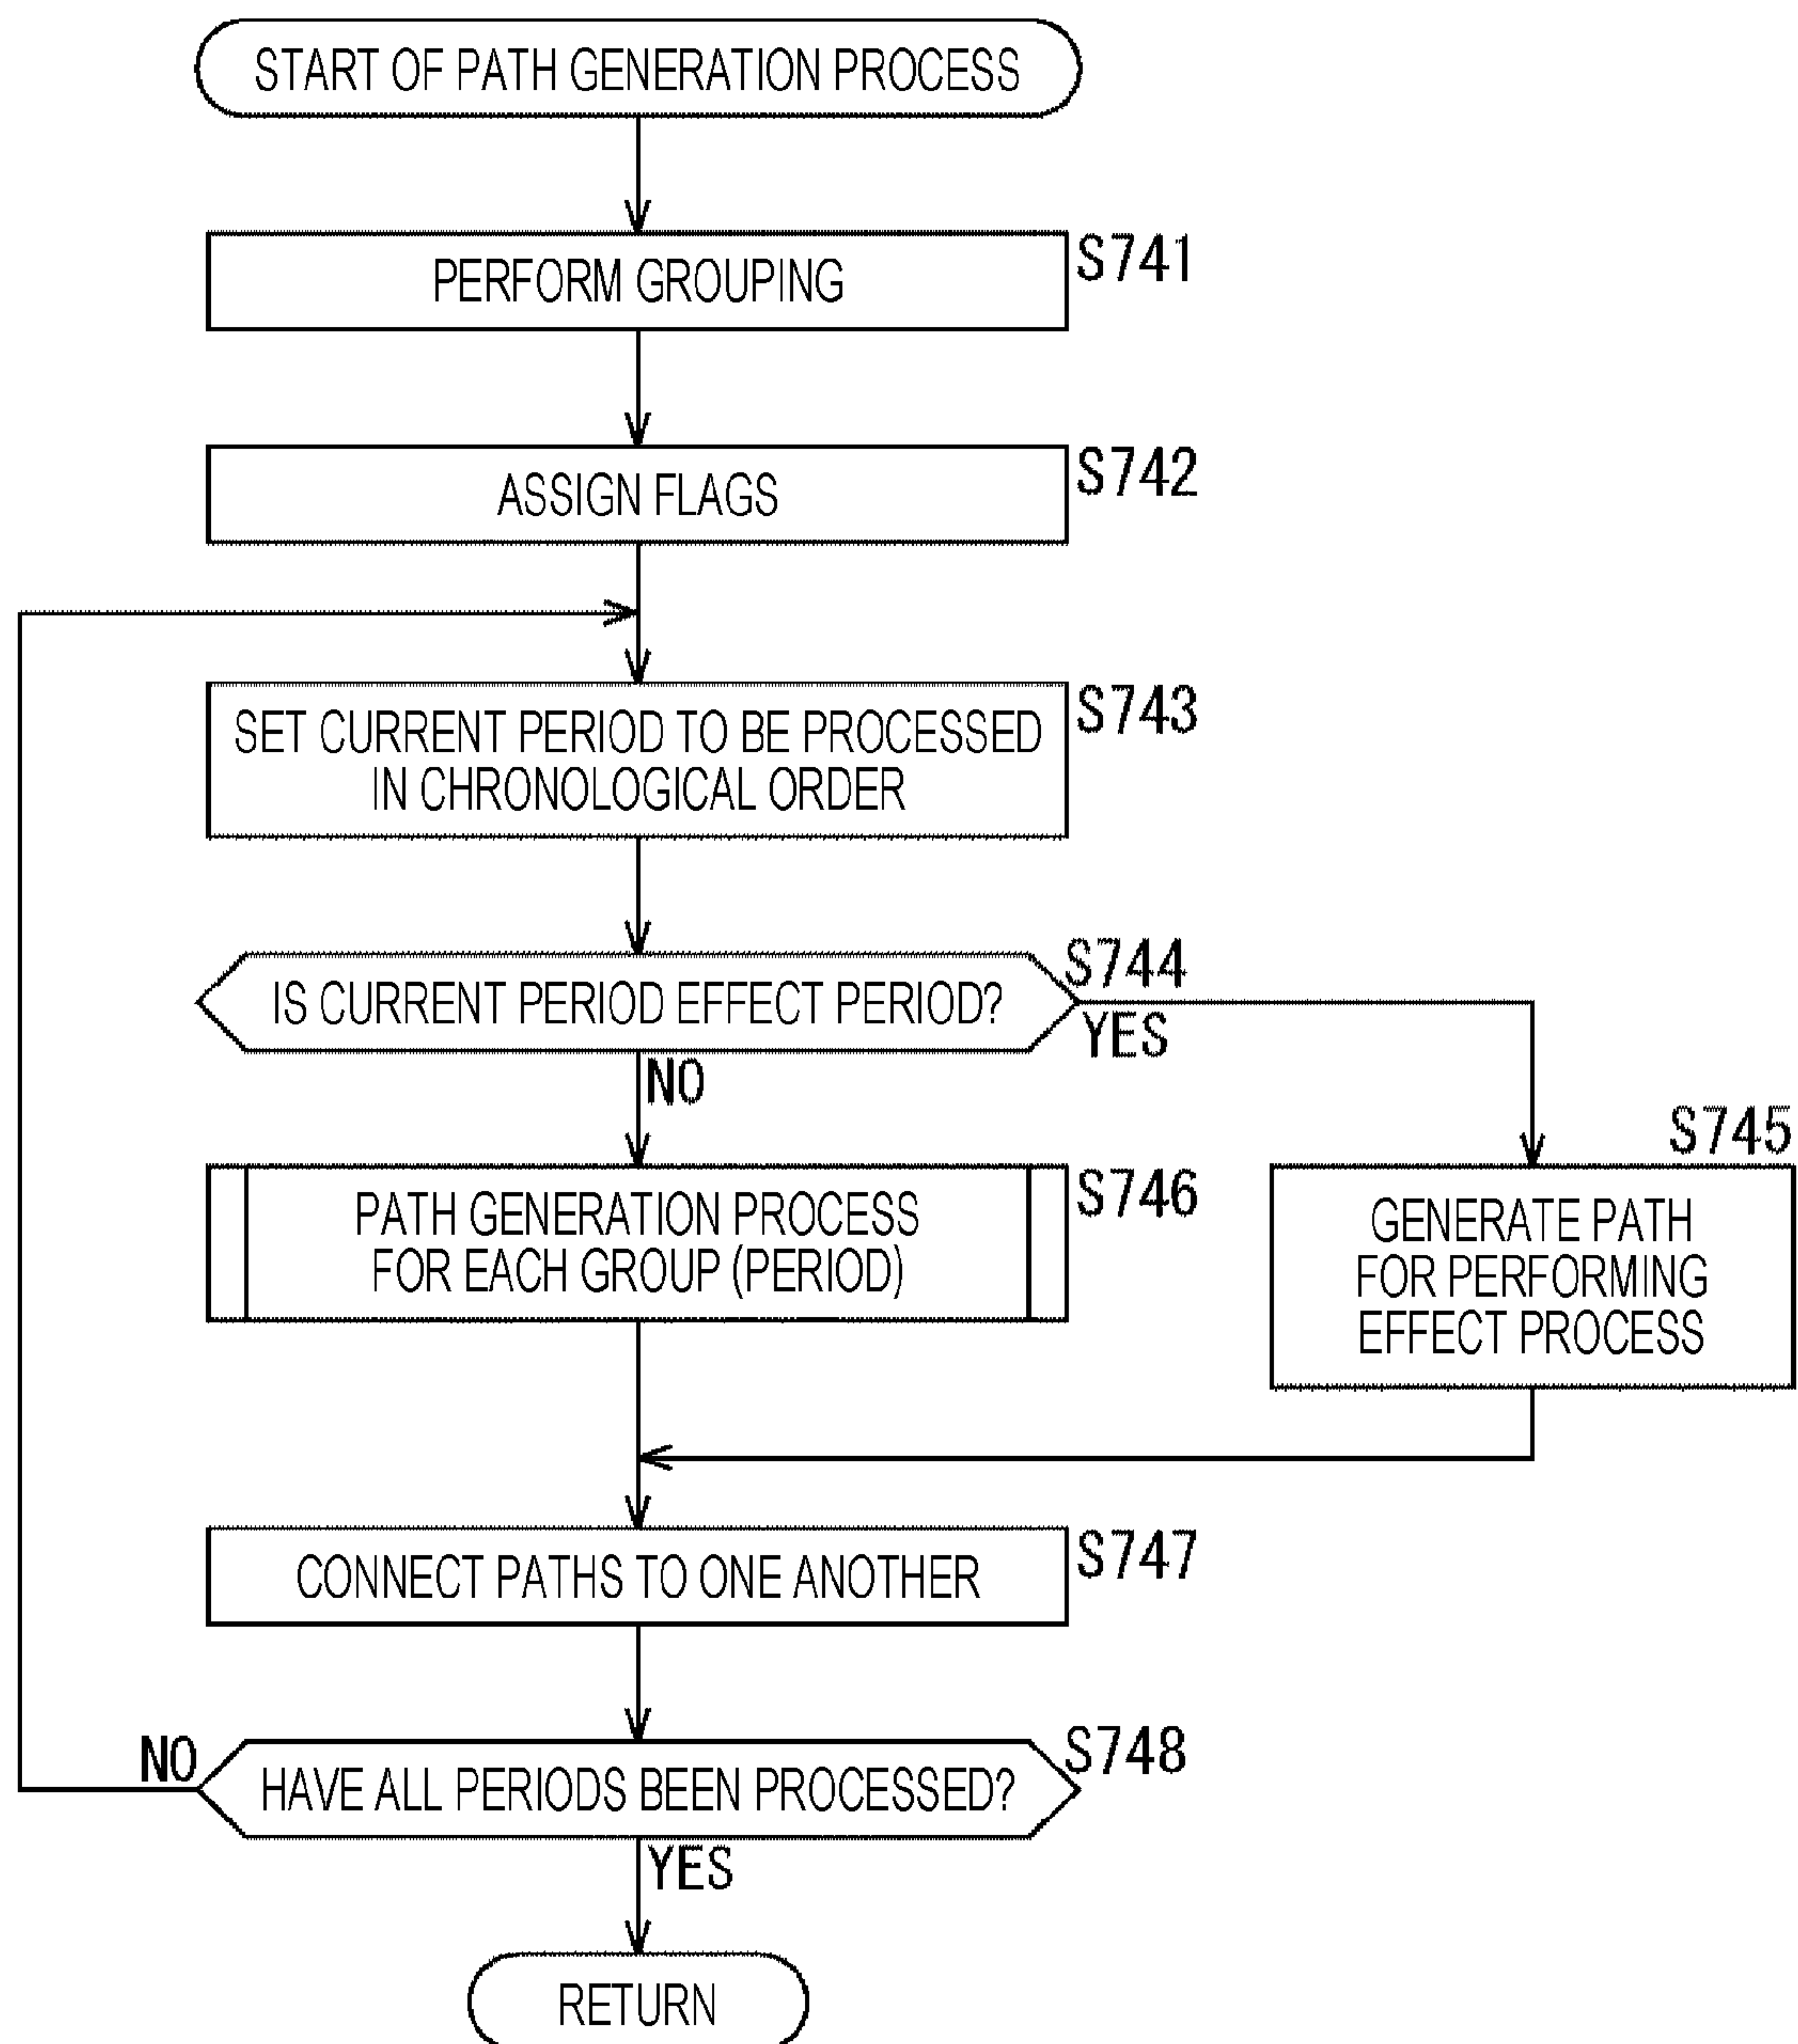 START OF PATH GENERATION PROCESS
PERFORM GROUPING
S741
ASSIGN FLAGS
S742
SET CURRENT PERIOD TO BE PROCESSED
IN CHRONOLOGICAL ORDER
S743
IS CURRENT PERIOD EFFECT PERIOD?
S744
YES
NO
S745
GENERATE PATH
FOR PERFORMING
EFFECT PROCESS
PATH GENERATION PROCESS
FOR EACH GROUP (PERIOD)
S746
CONNECT PATHS TO ONE ANOTHER
S747
HAVE ALL PERIODS BEEN PROCESSED?
S748
NO
YES
RETURN